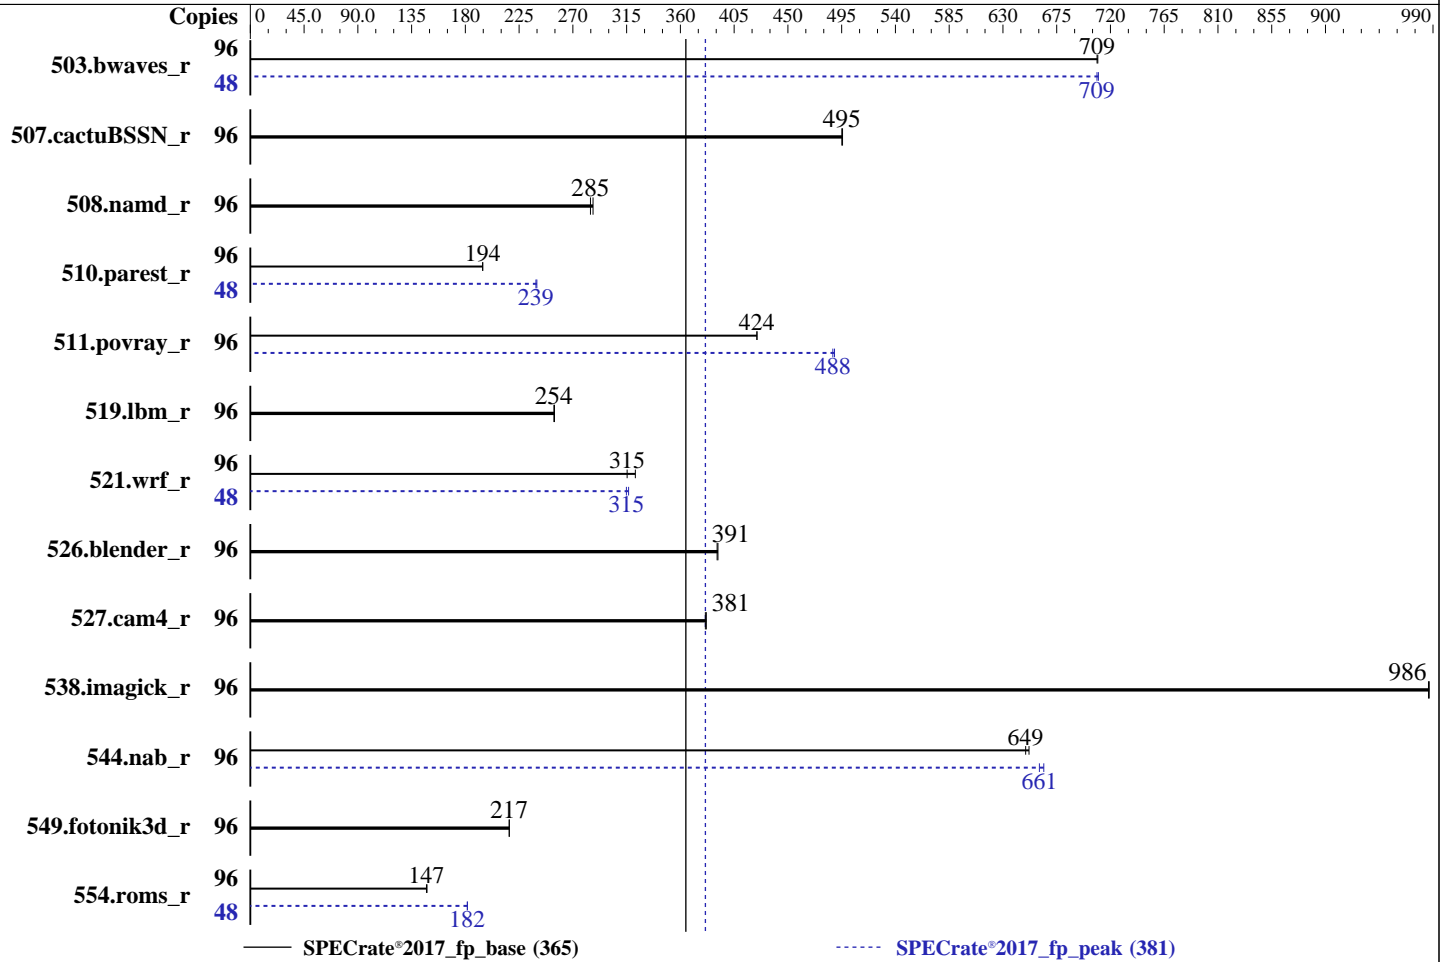 Copies 0 45.0 90.0 135 180 225 270 315 360 405 450 495 540 585 630 675 720 765 810 855 900 990
503.bwaves_r 96 709
48 709
507.cactuBSSN_r 96 495
508.namd_r 96 285
510.parest_r 96 194
48 239
511.povray_r 96 424
488
519.lbm_r 96 254
521.wrf_r 96 315
48 315
526.blender_r 96 391
527.cam4_r 96 381
538.imagick_r 96 986
544.nab_r 96 649
661
549.fotonik3d_r 96 217
554.roms_r 96 147
48 182
SPECrate®2017_fp_base (365) SPECrate®2017_fp_peak (381)